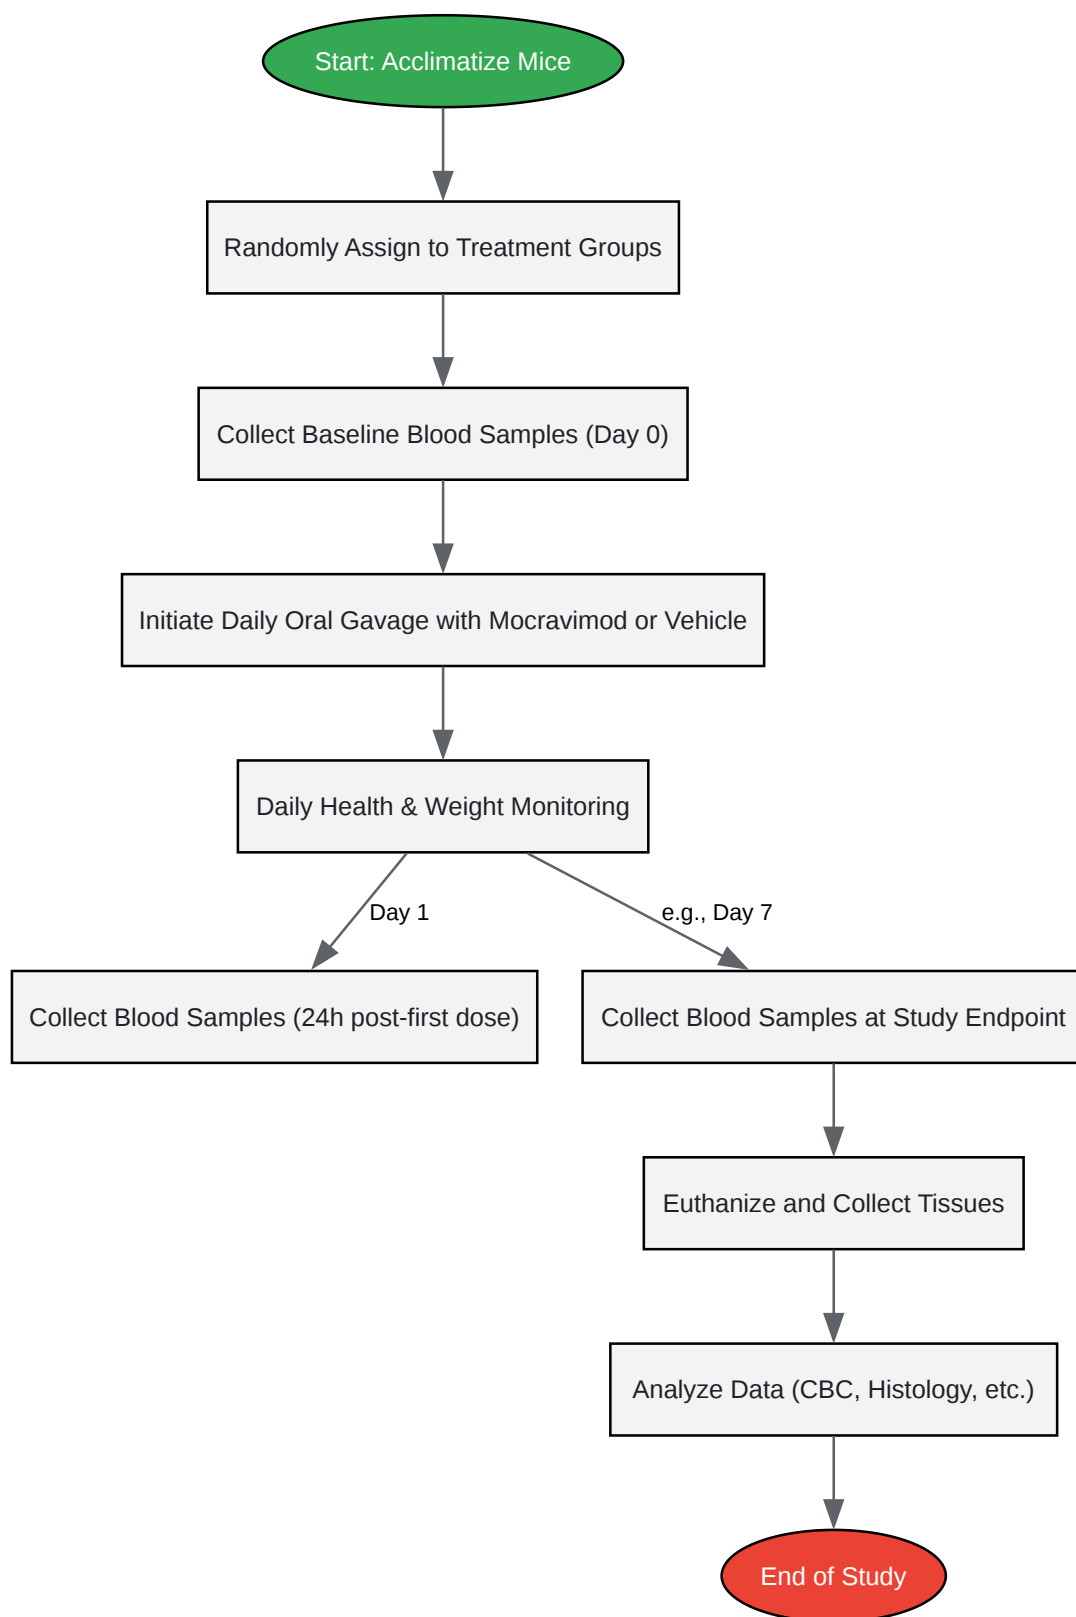 Start: Acclimatize Mice
Randomly Assign to Treatment Groups
Collect Baseline Blood Samples (Day 0)
Initiate Daily Oral Gavage with Mocravimod or Vehicle
Daily Health & Weight Monitoring
Day 1
e.g., Day 7
Collect Blood Samples (24h post-first dose)
Collect Blood Samples at Study Endpoint
Euthanize and Collect Tissues
Analyze Data (CBC, Histology, etc.)
End of Study